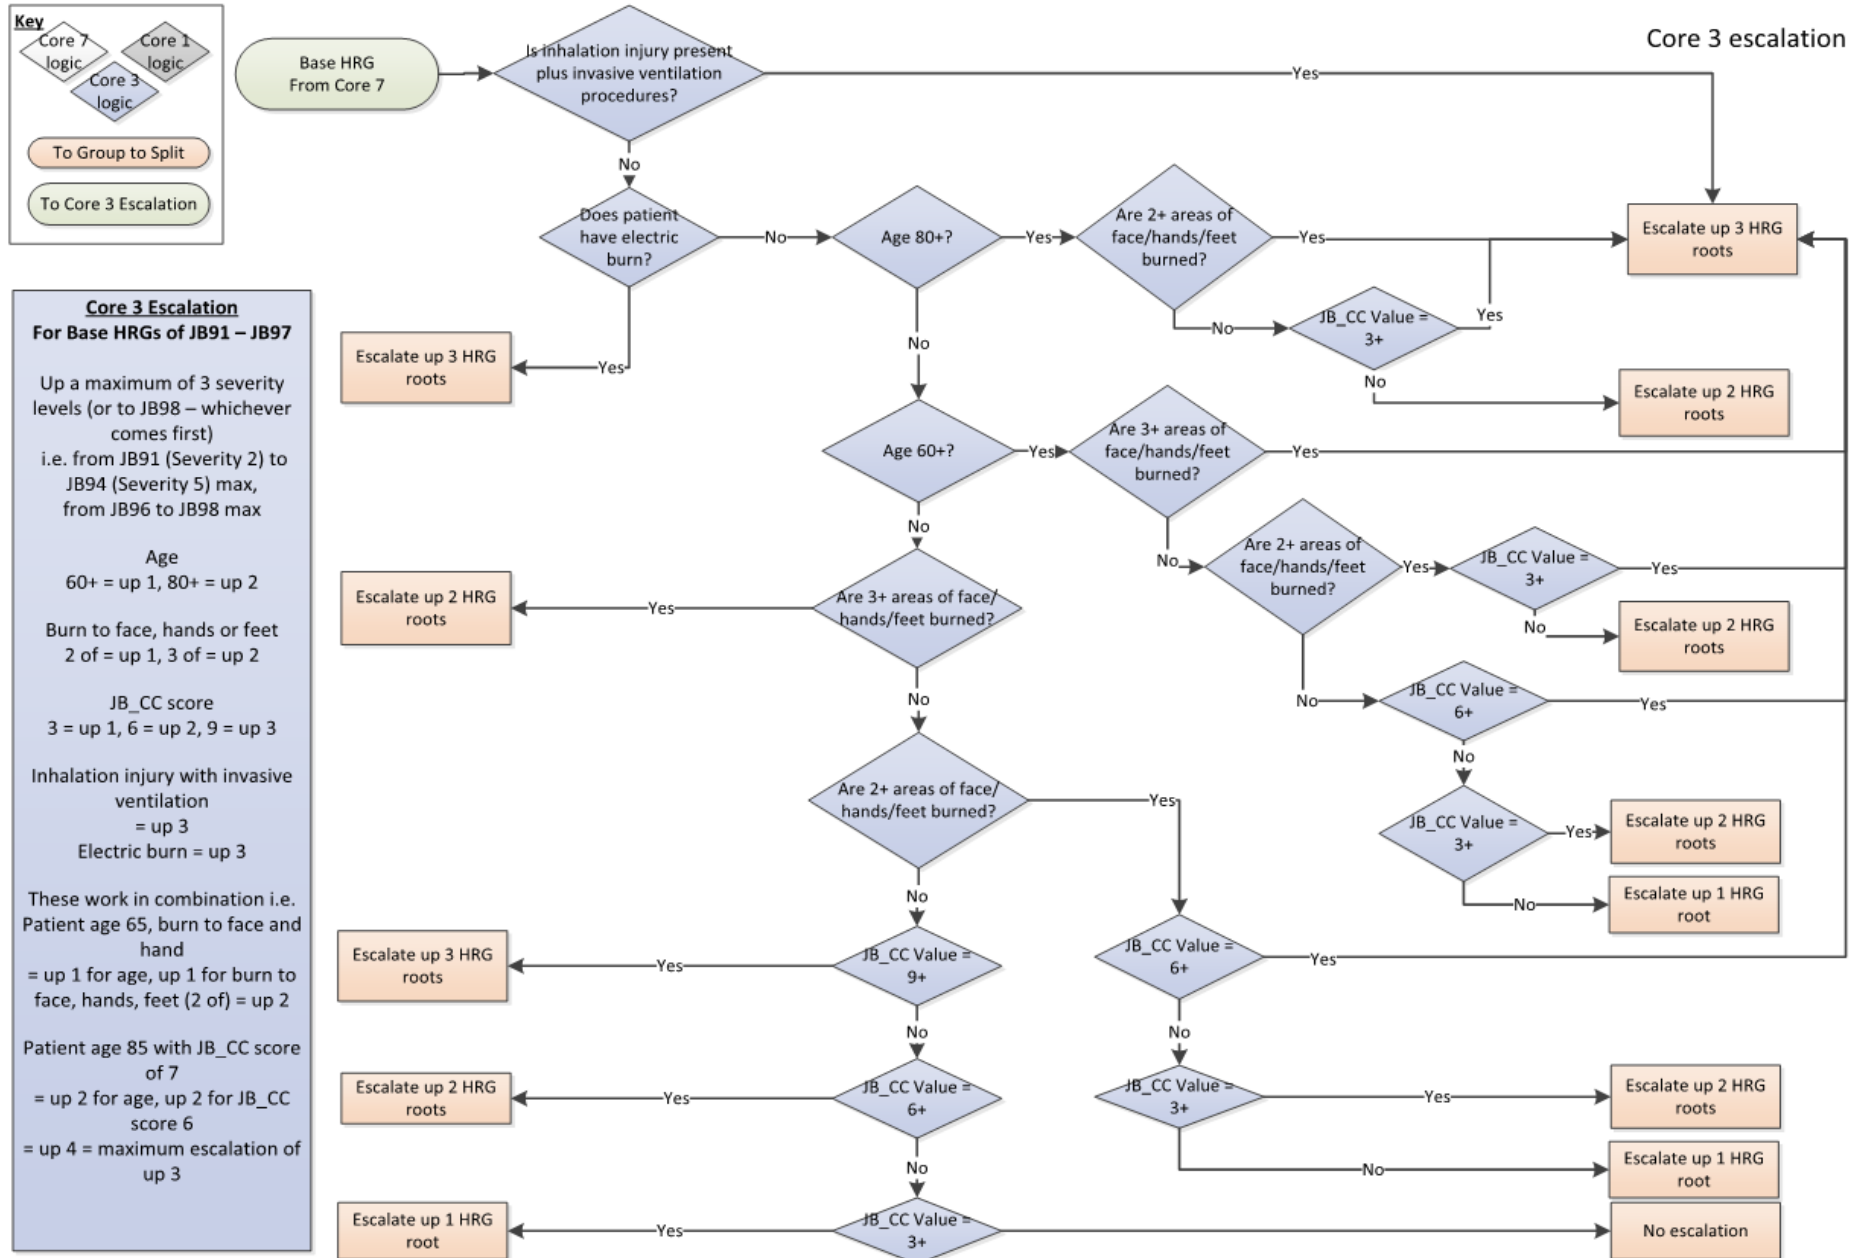 Key
Core 7
logic
Core 1
logic
Core 3
logic
To Group to Split
To Core 3 Escalation
Base HRG
From Core 7
Is inhalation injury present
plus invasive ventilation
procedures?
Yes
Core 3 escalation
No
Does patient
have electric
burn?
No
Age 80+?
Yes
Are 2+ areas of
face/hands/feet
burned?
Yes
Escalate up 3 HRG
roots
No
JB_CC Value =
3+
Yes
No
Escalate up 2 HRG
roots
Yes
Escalate up 3 HRG
roots
No
Age 60+?
Yes
Are 3+ areas of
face/hands/feet
burned?
Yes
No
Are 2+ areas of
face/hands/feet
burned?
Yes
JB_CC Value =
3+
Yes
No
Escalate up 2 HRG
roots
No
JB_CC Value =
6+
Yes
No
JB_CC Value =
3+
Yes
Escalate up 2 HRG
roots
No
Escalate up 1 HRG
root
No
Are 3+ areas of face/
hands/feet burned?
Yes
Escalate up 2 HRG
roots
No
Are 2+ areas of face/
hands/feet burned?
Yes
No
JB_CC Value =
9+
Yes
Escalate up 3 HRG
roots
JB_CC Value =
6+
Yes
No
No
JB_CC Value =
6+
Yes
Escalate up 2 HRG
roots
JB_CC Value =
3+
Yes
Escalate up 2 HRG
roots
No
Escalate up 1 HRG
root
No
JB_CC Value =
3+
Yes
Escalate up 1 HRG
root
No escalation
Core 3 Escalation
For Base HRGs of JB91 – JB97
Up a maximum of 3 severity
levels (or to JB98 – whichever
comes first)
i.e. from JB91 (Severity 2) to
JB94 (Severity 5) max,
from JB96 to JB98 max
Age
60+ = up 1, 80+ = up 2
Burn to face, hands or feet
2 of = up 1, 3 of = up 2
JB_CC score
3 = up 1, 6 = up 2, 9 = up 3
Inhalation injury with invasive
ventilation
= up 3
Electric burn = up 3
These work in combination i.e.
Patient age 65, burn to face and
hand
= up 1 for age, up 1 for burn to
face, hands, feet (2 of) = up 2
Patient age 85 with JB_CC score
of 7
= up 2 for age, up 2 for JB_CC
score 6
= up 4 = maximum escalation of
up 3